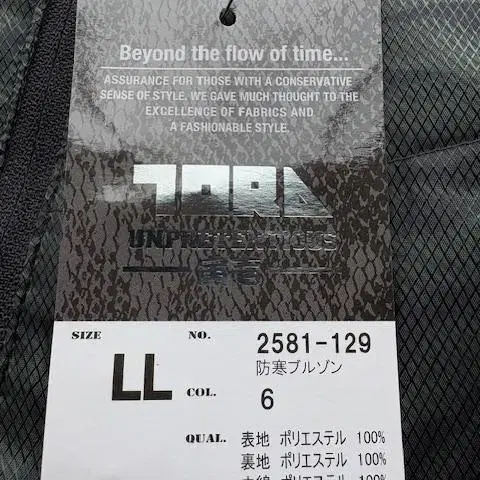 Beyond the flow of time...
ASSURANCE FOR THOSE WITH A CONSERVATIVE
SENSE OF STYLE. WE GAVE MUCH THOUGHT TO THE
EXCELLENCE OF FABRICS AND
A FASHIONABLE STYLE.
TORA
UNPRETENTIOUS
SIZE LL
NO. 2581-129
防寒ブルゾン
COL. 6
QUAL. 表地 ポリエステル 100%
裏地 ポリエステル 100%